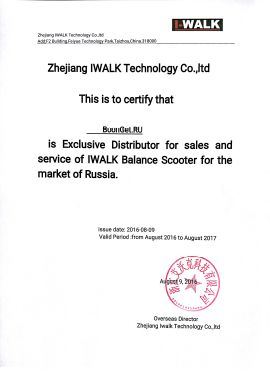 I-WALK
Zhejiang IWALK Technology Co.,ltd
Add:F2 Building,Feiyue Technology Park,Taizhou,China,318000
Zhejiang IWALK Technology Co.,ltd
This is to certify that
BuonGel.RU
is Exclusive Distributor for sales and
service of IWALK Balance Scooter for the
market of Russia.
issue date: 2016-08-09
Valid Period :from August 2016 to August 2017
August 9, 2016
Overseas Director
Zhejiang Iwalk Technology Co.,ltd